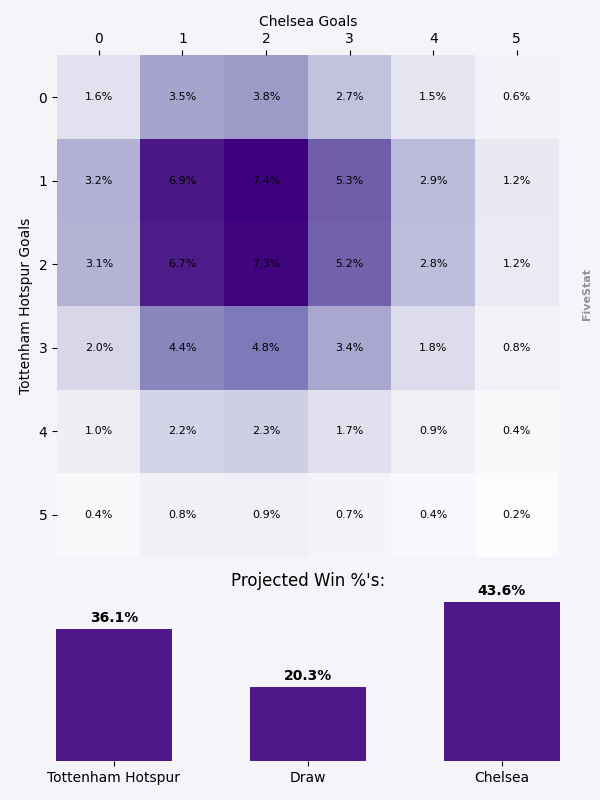 Chelsea Goals
0 1 2 3 4 5
0 1.6% 3.5% 3.8% 2.7% 1.5% 0.6%
1 3.2% 6.9% 7.4% 5.3% 2.9% 1.2%
2 3.1% 6.7% 7.3% 5.2% 2.8% 1.2%
3 2.0% 4.4% 4.8% 3.4% 1.8% 0.8%
4 1.0% 2.2% 2.3% 1.7% 0.9% 0.4%
5 0.4% 0.8% 0.9% 0.7% 0.4% 0.2%
Tottenham Hotspur Goals
FiveStat
Projected Win %'s:
36.1% 20.3% 43.6%
Tottenham Hotspur Draw Chelsea